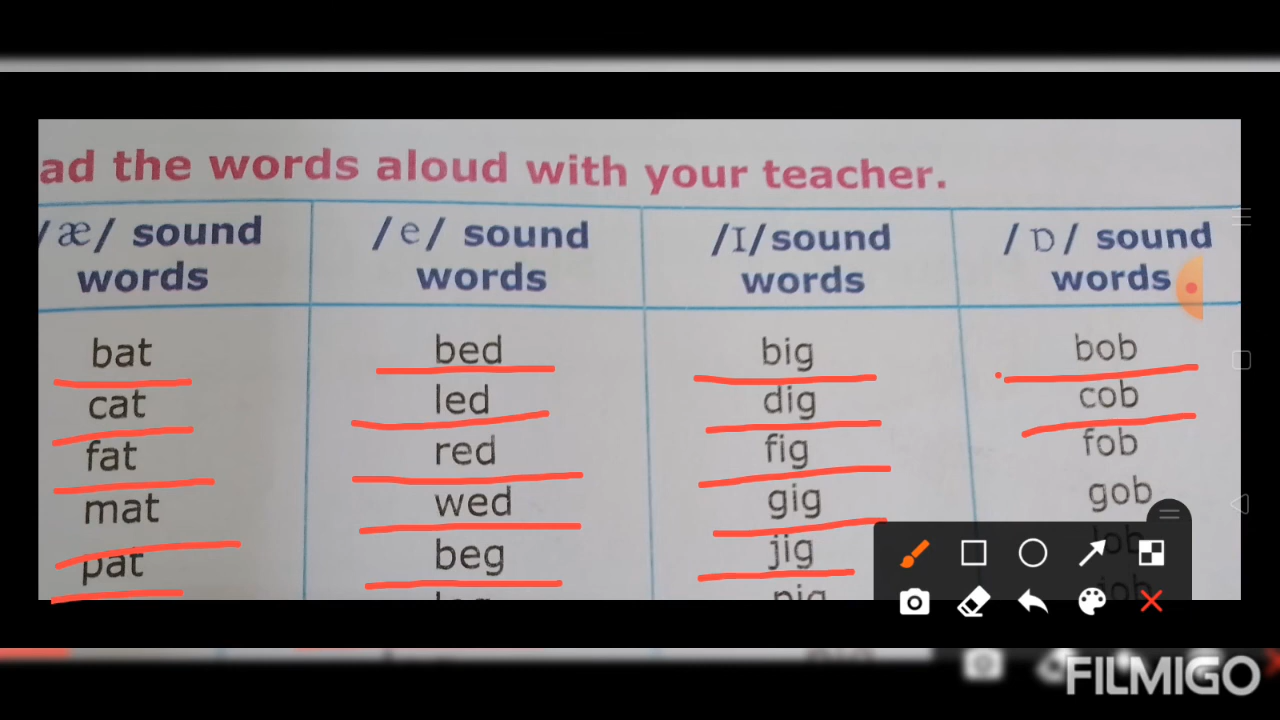 ad the words aloud with your teacher.
/æ/ sound words
/e/ sound words
/ɪ/sound words
/ɒ/ sound words
bat bed big bob
cat led dig cob
fat red fig fob
mat wed gig gob
pat beg jig
FILMIGO